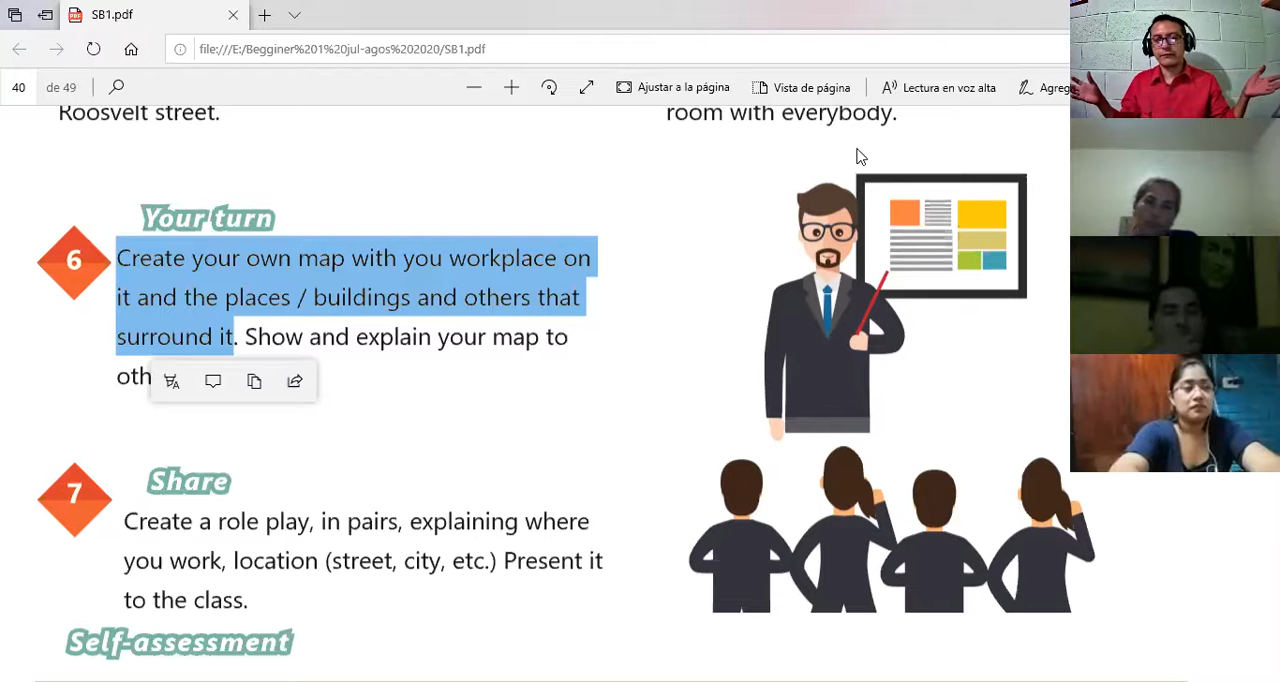 SB1.pdf
file:///E:/Begginer%201%20jul-agos%202020/SB1.pdf
40 de 49
Ajustar a la página
Vista de página
Lectura en voz alta
Agreg
Roosvelt street.
room with everybody.
Your turn
6
Create your own map with you workplace on
it and the places / buildings and others that
surround it. Show and explain your map to
oth
7
Share
Create a role play, in pairs, explaining where
you work, location (street, city, etc.) Present it
to the class.
Self-assessment